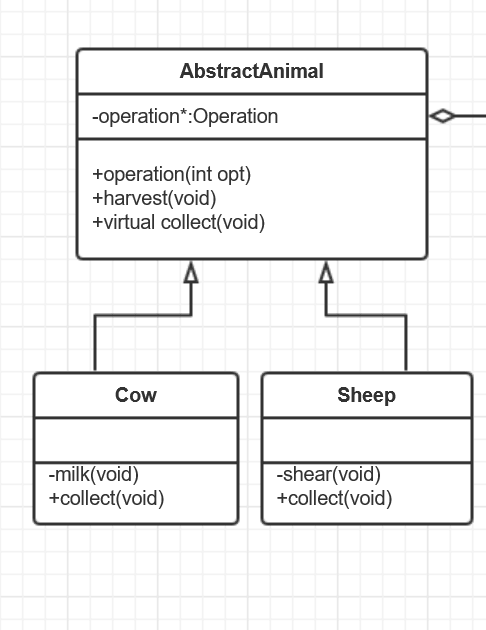 AbstractAnimal
-operation*:Operation
+operation(int opt)
+harvest(void)
+virtual collect(void)
Cow
-milk(void)
+collect(void)
Sheep
-shear(void)
+collect(void)